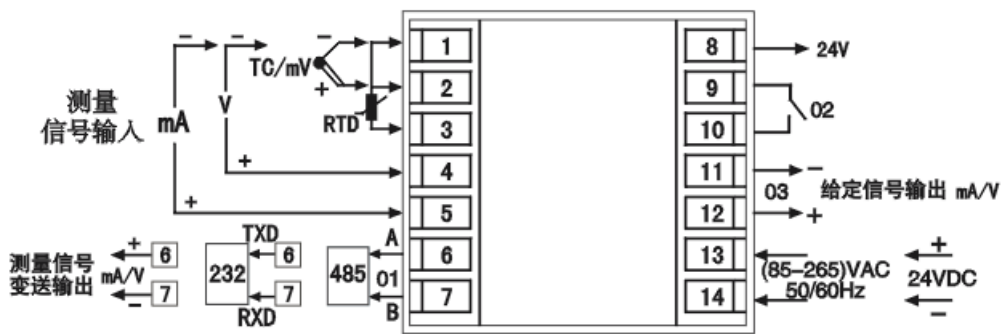 测量
信号输入
mA
V
TC/mV
RTD
−
−
−
+
+
+
1
2
3
4
5
6
7
8
9
10
11
12
13
14
测量信号
变送输出
mA/V
+
−
6
7
232
TXD
RXD
6
7
485
A
01
B
24V
02
−
03
+
给定信号输出 mA/V
(85-265)VAC
50/60Hz
+
24VDC
−